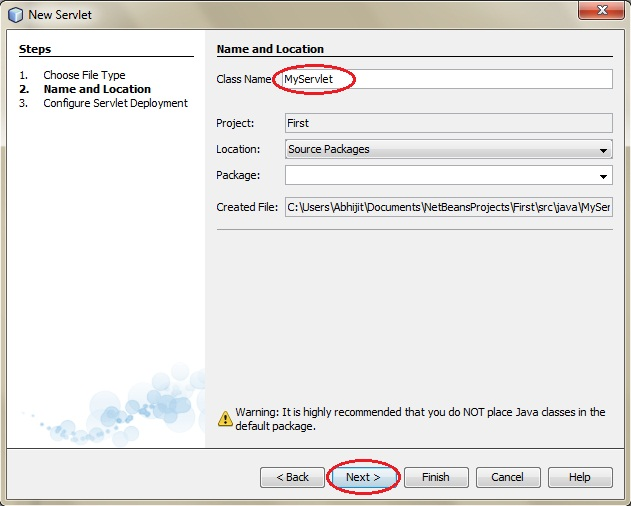 New Servlet
Steps
1. Choose File Type
2. Name and Location
3. Configure Servlet Deployment
Name and Location
Class Name: MyServlet
Project: First
Location: Source Packages
Package:
Created File: C:\Users\Abhijit\Documents\NetBeansProjects\First\src\java\MySer
Warning: It is highly recommended that you do NOT place Java classes in the
default package.
< Back Next > Finish Cancel Help